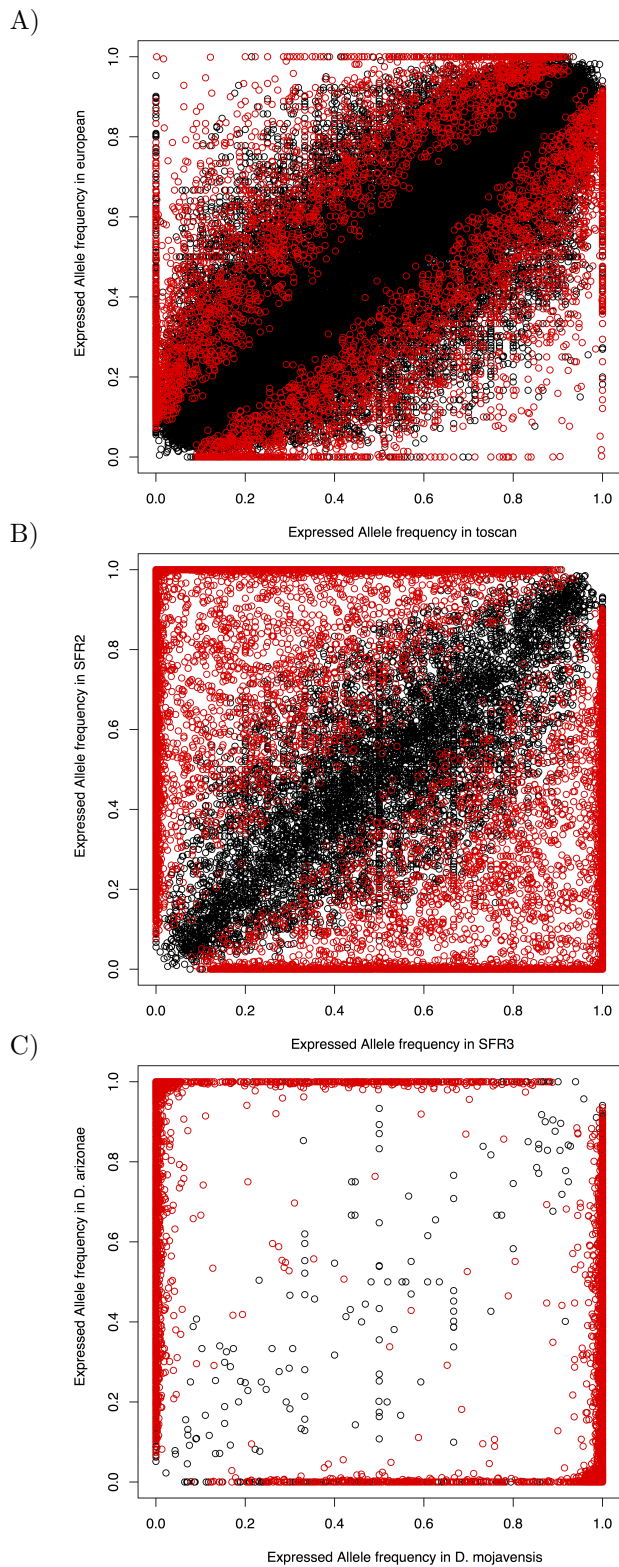 A)
1.0
0.8
0.6
0.4
0.2
0.0
Expressed Allele frequency in european
0.0 0.2 0.4 0.6 0.8 1.0
Expressed Allele frequency in toscan
B)
1.0
0.8
0.6
0.4
0.2
0.0
Expressed Allele frequency in SFR2
0.0 0.2 0.4 0.6 0.8 1.0
Expressed Allele frequency in SFR3
C)
1.0
0.8
0.6
0.4
0.2
0.0
Expressed Allele frequency in D. arizonae
0.0 0.2 0.4 0.6 0.8 1.0
Expressed Allele frequency in D. mojavensis